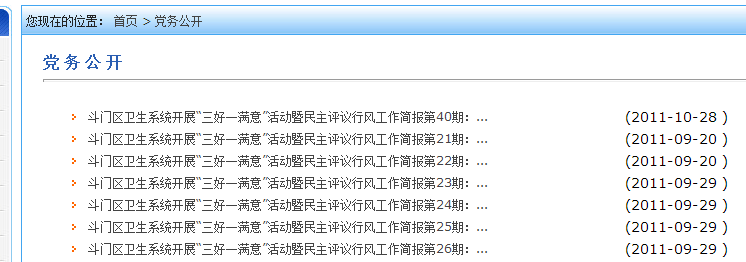 您现在的位置： 首页 > 党务公开
党务公开
斗门区卫生系统开展“三好一满意”活动暨民主评议行风工作简报第40期：... (2011-10-28 )
斗门区卫生系统开展“三好一满意”活动暨民主评议行风工作简报第21期：... (2011-09-20 )
斗门区卫生系统开展“三好一满意”活动暨民主评议行风工作简报第22期：... (2011-09-20 )
斗门区卫生系统开展“三好一满意”活动暨民主评议行风工作简报第23期：... (2011-09-29 )
斗门区卫生系统开展“三好一满意”活动暨民主评议行风工作简报第24期：... (2011-09-29 )
斗门区卫生系统开展“三好一满意”活动暨民主评议行风工作简报第25期：... (2011-09-29 )
斗门区卫生系统开展“三好一满意”活动暨民主评议行风工作简报第26期：... (2011-09-29 )